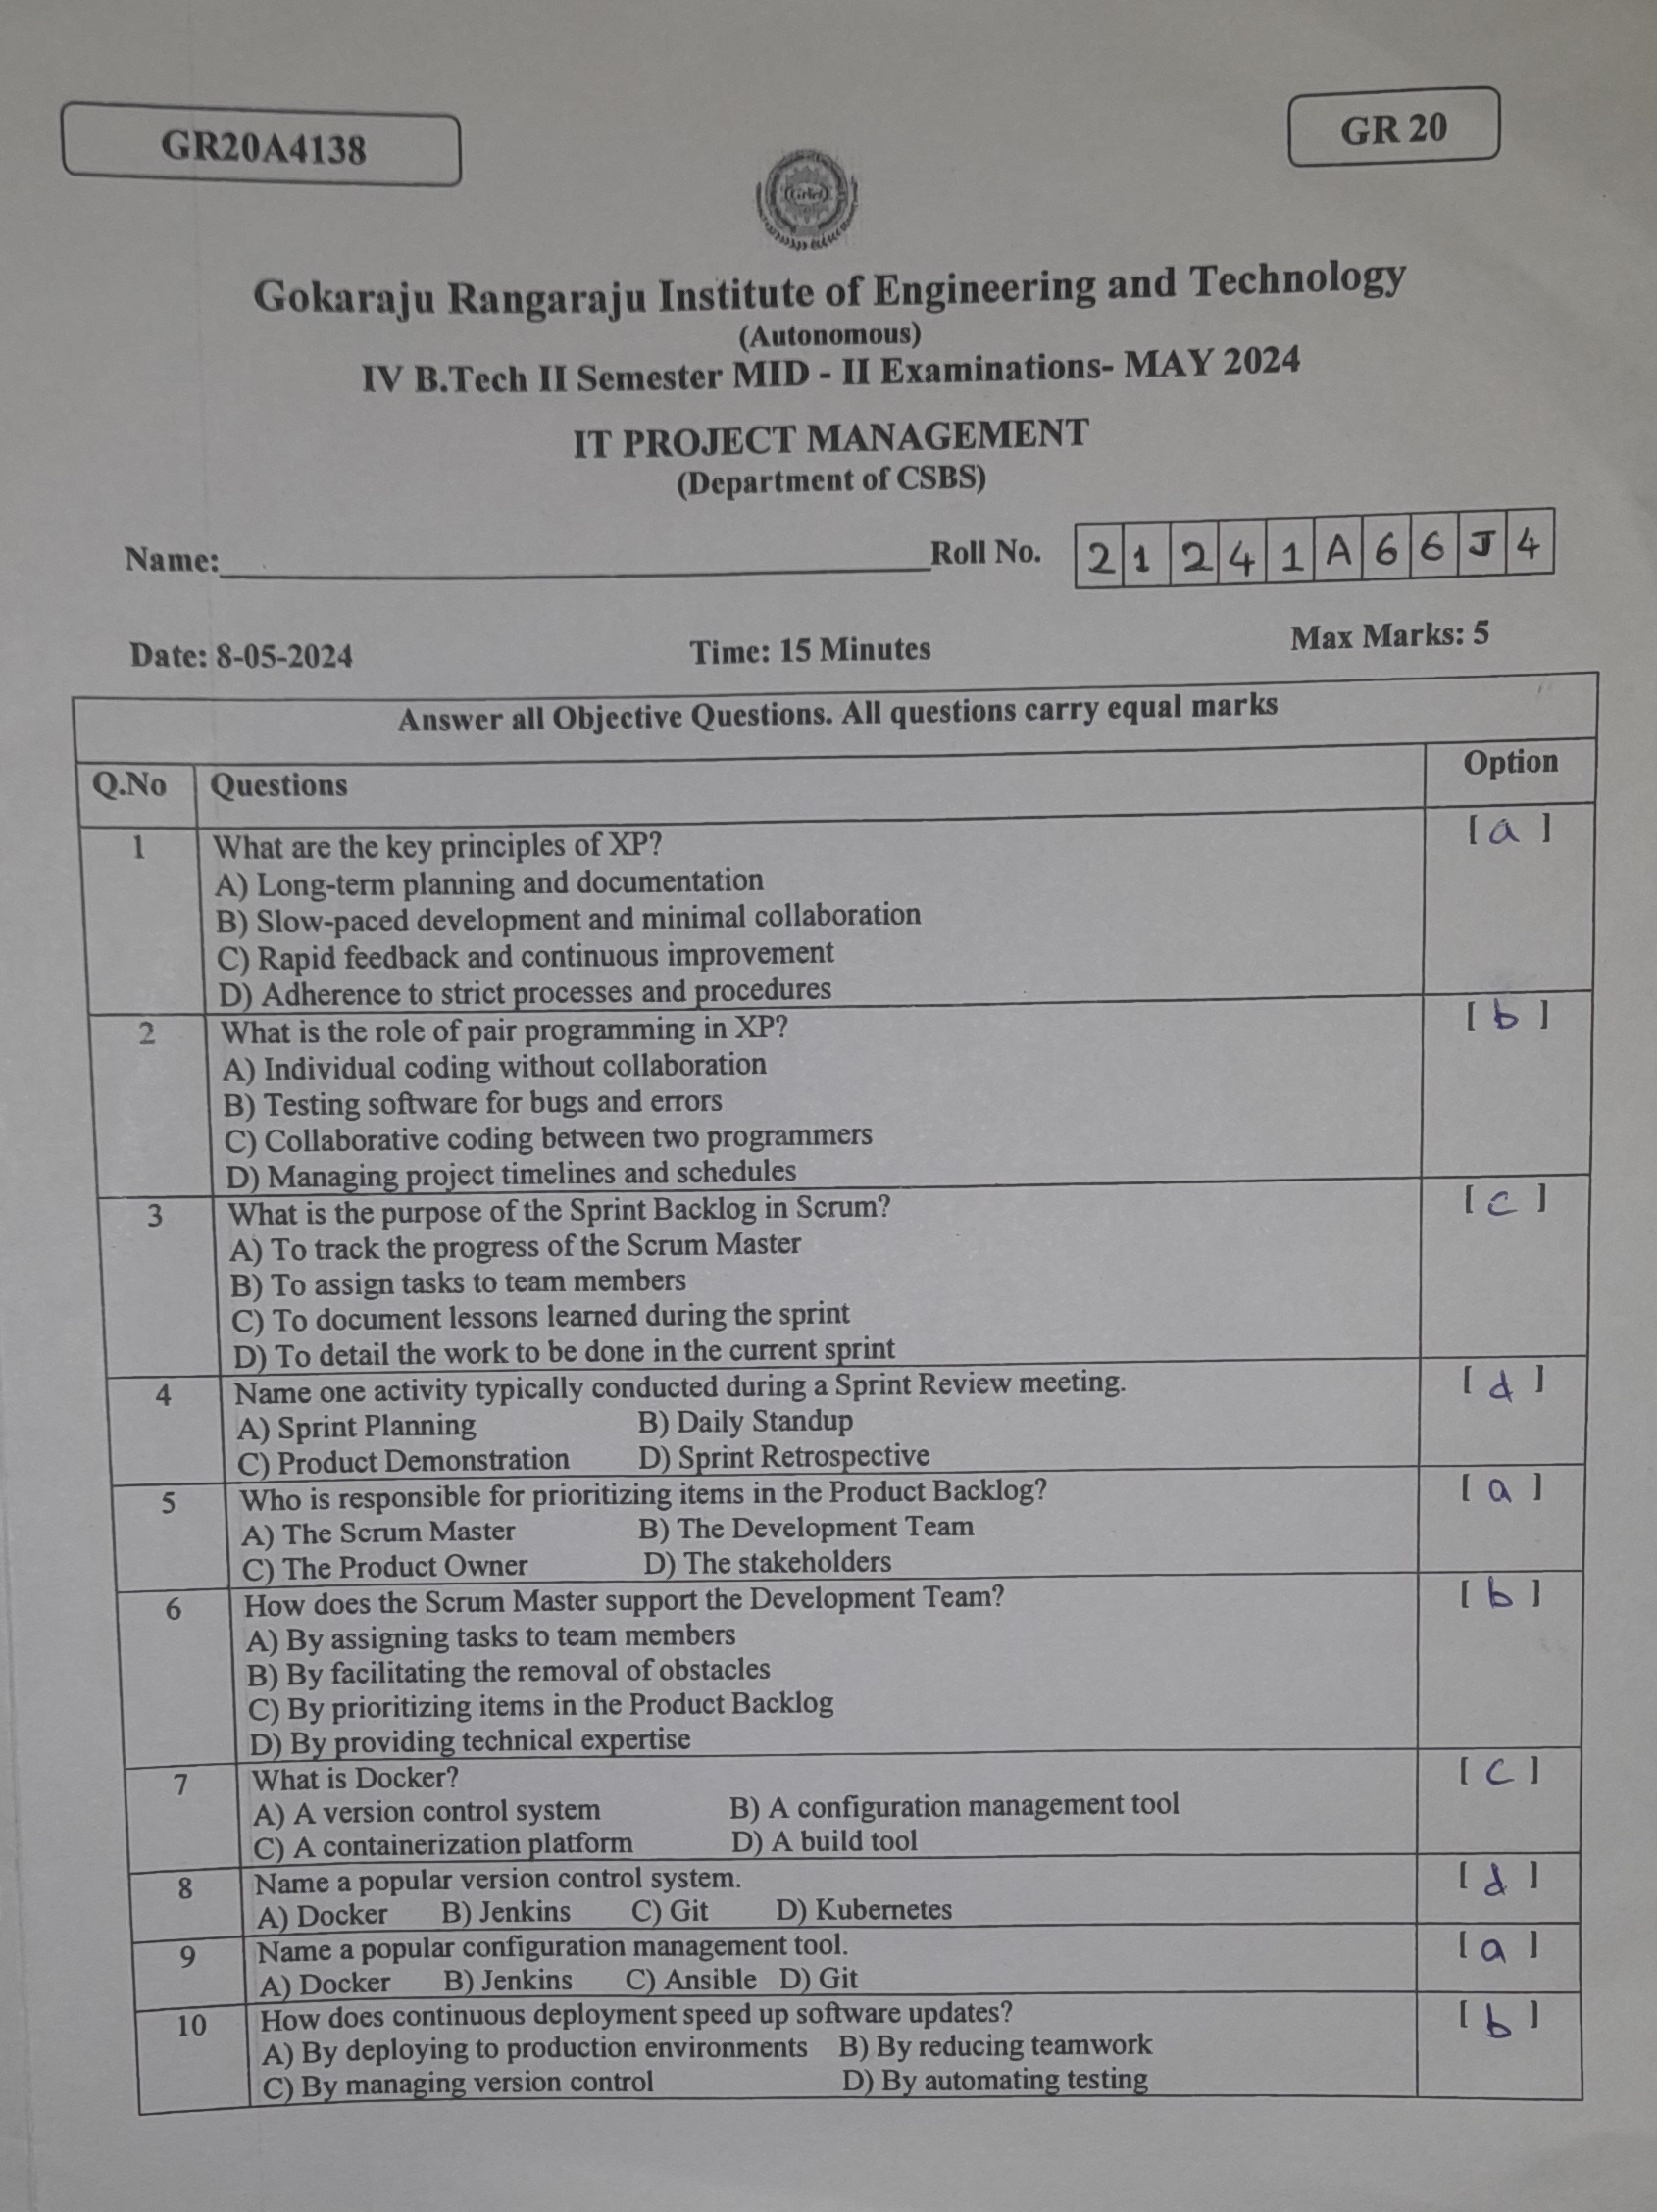 GR20A4138
GR 20
Griet
Gokaraju Rangaraju Institute of Engineering and Technology
(Autonomous)
IV B.Tech II Semester MID - II Examinations- MAY 2024
IT PROJECT MANAGEMENT
(Department of CSBS)
Name: Roll No. 2 1 2 4 1 A 6 6 J 4
Date: 8-05-2024 Time: 15 Minutes Max Marks: 5
Answer all Objective Questions. All questions carry equal marks
Q.No Questions Option
1 What are the key principles of XP? [ a ]
A) Long-term planning and documentation
B) Slow-paced development and minimal collaboration
C) Rapid feedback and continuous improvement
D) Adherence to strict processes and procedures
2 What is the role of pair programming in XP? [ b ]
A) Individual coding without collaboration
B) Testing software for bugs and errors
C) Collaborative coding between two programmers
D) Managing project timelines and schedules
3 What is the purpose of the Sprint Backlog in Scrum? [ c ]
A) To track the progress of the Scrum Master
B) To assign tasks to team members
C) To document lessons learned during the sprint
D) To detail the work to be done in the current sprint
4 Name one activity typically conducted during a Sprint Review meeting. [ d ]
A) Sprint Planning B) Daily Standup
C) Product Demonstration D) Sprint Retrospective
5 Who is responsible for prioritizing items in the Product Backlog? [ a ]
A) The Scrum Master B) The Development Team
C) The Product Owner D) The stakeholders
6 How does the Scrum Master support the Development Team? [ b ]
A) By assigning tasks to team members
B) By facilitating the removal of obstacles
C) By prioritizing items in the Product Backlog
D) By providing technical expertise
7 What is Docker? [ c ]
A) A version control system B) A configuration management tool
C) A containerization platform D) A build tool
8 Name a popular version control system. [ d ]
A) Docker B) Jenkins C) Git D) Kubernetes
9 Name a popular configuration management tool. [ a ]
A) Docker B) Jenkins C) Ansible D) Git
10 How does continuous deployment speed up software updates? [ b ]
A) By deploying to production environments B) By reducing teamwork
C) By managing version control D) By automating testing